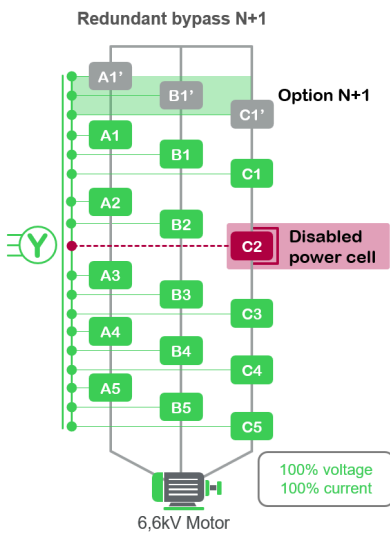 Redundant bypass N+1
A1'
B1'
Option N+1
C1'
A1
B1
C1
A2
B2
Y
C2
Disabled
power cell
A3
B3
C3
A4
B4
C4
A5
B5
C5
100% voltage
100% current
6,6kV Motor